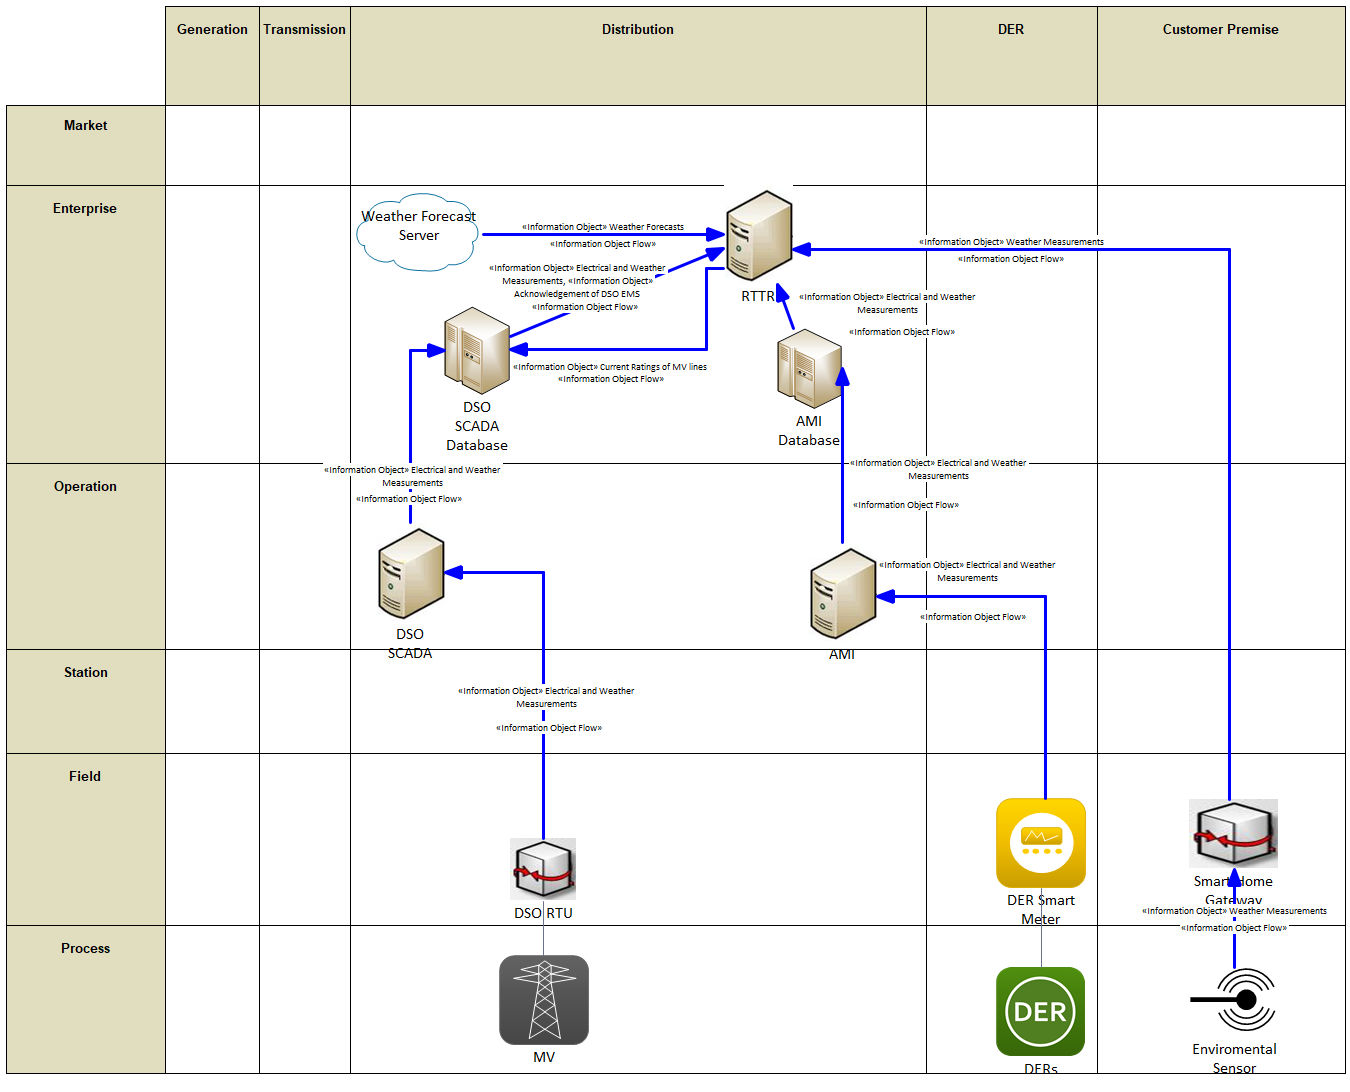 Generation
Transmission
Distribution
DER
Customer Premise
Market
Enterprise
Weather Forecast
Server
«Information Object» Weather Forecasts
«Information Object Flow»
«Information Object» Electrical and Weather
Measurements, «Information Object»
Acknowledgement of DSO EMS
«Information Object Flow»
RTTR
«Information Object» Weather Measurements
«Information Object Flow»
«Information Object» Electrical and Weather
Measurements
«Information Object Flow»
«Information Object» Current Ratings of MV lines
«Information Object Flow»
DSO
SCADA
Database
AMI
Database
Operation
«Information Object» Electrical and Weather
Measurements
«Information Object Flow»
«Information Object» Electrical and Weather
Measurements
«Information Object Flow»
DSO
SCADA
AMI
«Information Object» Electrical and Weather
Measurements
«Information Object Flow»
Station
«Information Object» Electrical and Weather
Measurements
«Information Object Flow»
Field
DSO RTU
DER Smart
Meter
Smart Home
Gateway
«Information Object» Weather Measurements
«Information Object Flow»
Process
MV
DER
DERs
Enviromental
Sensor